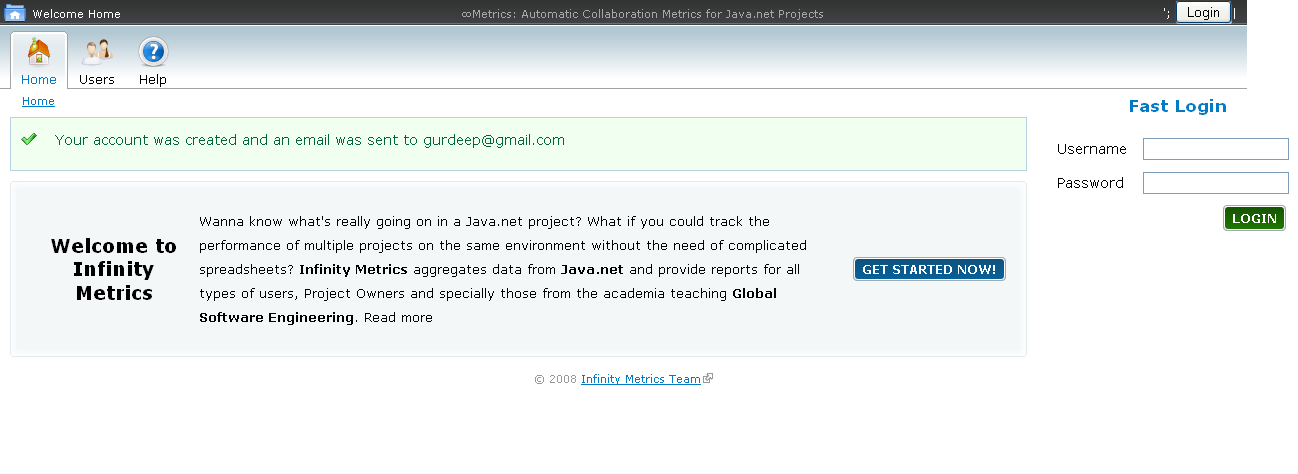 Welcome Home
∞Metrics: Automatic Collaboration Metrics for Java.net Projects
'; Login |
Home Users Help
Home
Fast Login
Your account was created and an email was sent to gurdeep@gmail.com
Username
Password
LOGIN
Welcome to
Infinity
Metrics
Wanna know what's really going on in a Java.net project? What if you could track the
performance of multiple projects on the same environment without the need of complicated
spreadsheets? Infinity Metrics aggregates data from Java.net and provide reports for all
types of users, Project Owners and specially those from the academia teaching Global
Software Engineering. Read more
GET STARTED NOW!
© 2008 Infinity Metrics Team